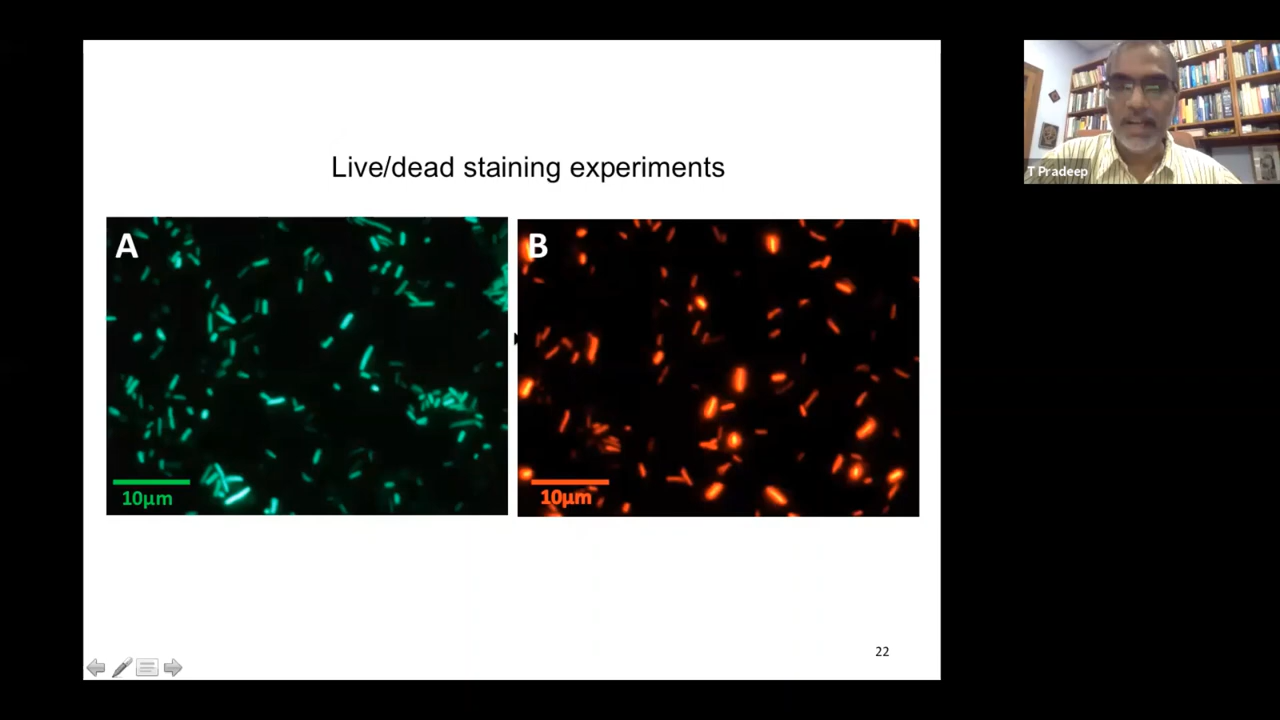 Live/dead staining experiments
A
B
10μm
10μm
22
T Pradeep